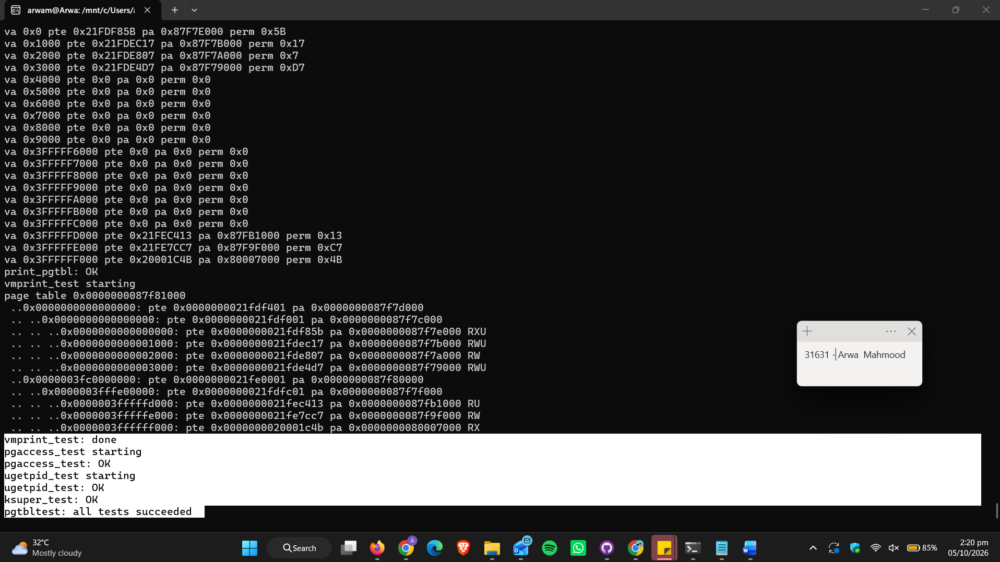 arwam@Arwa: /mnt/c/Users/a
va 0x0 pte 0x21FDF85B pa 0x87F7E000 perm 0x5B
va 0x1000 pte 0x21FDEC17 pa 0x87F7B000 perm 0x17
va 0x2000 pte 0x21FDE807 pa 0x87F7A000 perm 0x7
va 0x3000 pte 0x21FDE4D7 pa 0x87F79000 perm 0xD7
va 0x4000 pte 0x0 pa 0x0 perm 0x0
va 0x5000 pte 0x0 pa 0x0 perm 0x0
va 0x6000 pte 0x0 pa 0x0 perm 0x0
va 0x7000 pte 0x0 pa 0x0 perm 0x0
va 0x8000 pte 0x0 pa 0x0 perm 0x0
va 0x9000 pte 0x0 pa 0x0 perm 0x0
va 0x3FFFFF6000 pte 0x0 pa 0x0 perm 0x0
va 0x3FFFFF7000 pte 0x0 pa 0x0 perm 0x0
va 0x3FFFFF8000 pte 0x0 pa 0x0 perm 0x0
va 0x3FFFFF9000 pte 0x0 pa 0x0 perm 0x0
va 0x3FFFFFA000 pte 0x0 pa 0x0 perm 0x0
va 0x3FFFFFB000 pte 0x0 pa 0x0 perm 0x0
va 0x3FFFFFC000 pte 0x0 pa 0x0 perm 0x0
va 0x3FFFFFD000 pte 0x21FEC413 pa 0x87FB1000 perm 0x13
va 0x3FFFFFE000 pte 0x21FE7CC7 pa 0x87F9F000 perm 0xC7
va 0x3FFFFFF000 pte 0x20001C4B pa 0x80007000 perm 0x4B
print_pgtbl: OK
vmprint_test starting
page table 0x0000000087f81000
 ..0x0000000000000000: pte 0x0000000021fdf401 pa 0x0000000087f7d000
 .. ..0x0000000000000000: pte 0x0000000021fdf001 pa 0x0000000087f7c000
 .. .. ..0x0000000000000000: pte 0x0000000021fdf85b pa 0x0000000087f7e000 RXU
 .. .. ..0x0000000000001000: pte 0x0000000021fdec17 pa 0x0000000087f7b000 RWU
 .. .. ..0x0000000000002000: pte 0x0000000021fde807 pa 0x0000000087f7a000 RW
 .. .. ..0x0000000000003000: pte 0x0000000021fde4d7 pa 0x0000000087f79000 RWU
 ..0x0000003fc0000000: pte 0x0000000021fe0001 pa 0x0000000087f80000
 .. ..0x0000003fffe00000: pte 0x0000000021fdfc01 pa 0x0000000087f7f000
 .. .. ..0x0000003fffffd000: pte 0x0000000021fec413 pa 0x0000000087fb1000 RU
 .. .. ..0x0000003fffffe000: pte 0x0000000021fe7cc7 pa 0x0000000087f9f000 RW
 .. .. ..0x0000003ffffff000: pte 0x0000000020001c4b pa 0x0000000080007000 RX
vmprint_test: done
pgaccess_test starting
pgaccess_test: OK
ugetpid_test starting
ugetpid_test: OK
ksuper_test: OK
pgtbltest: all tests succeeded
31631 - Arwa  Mahmood
32°C
Mostly cloudy
Search
A
85%
2:20 pm
05/10/2026